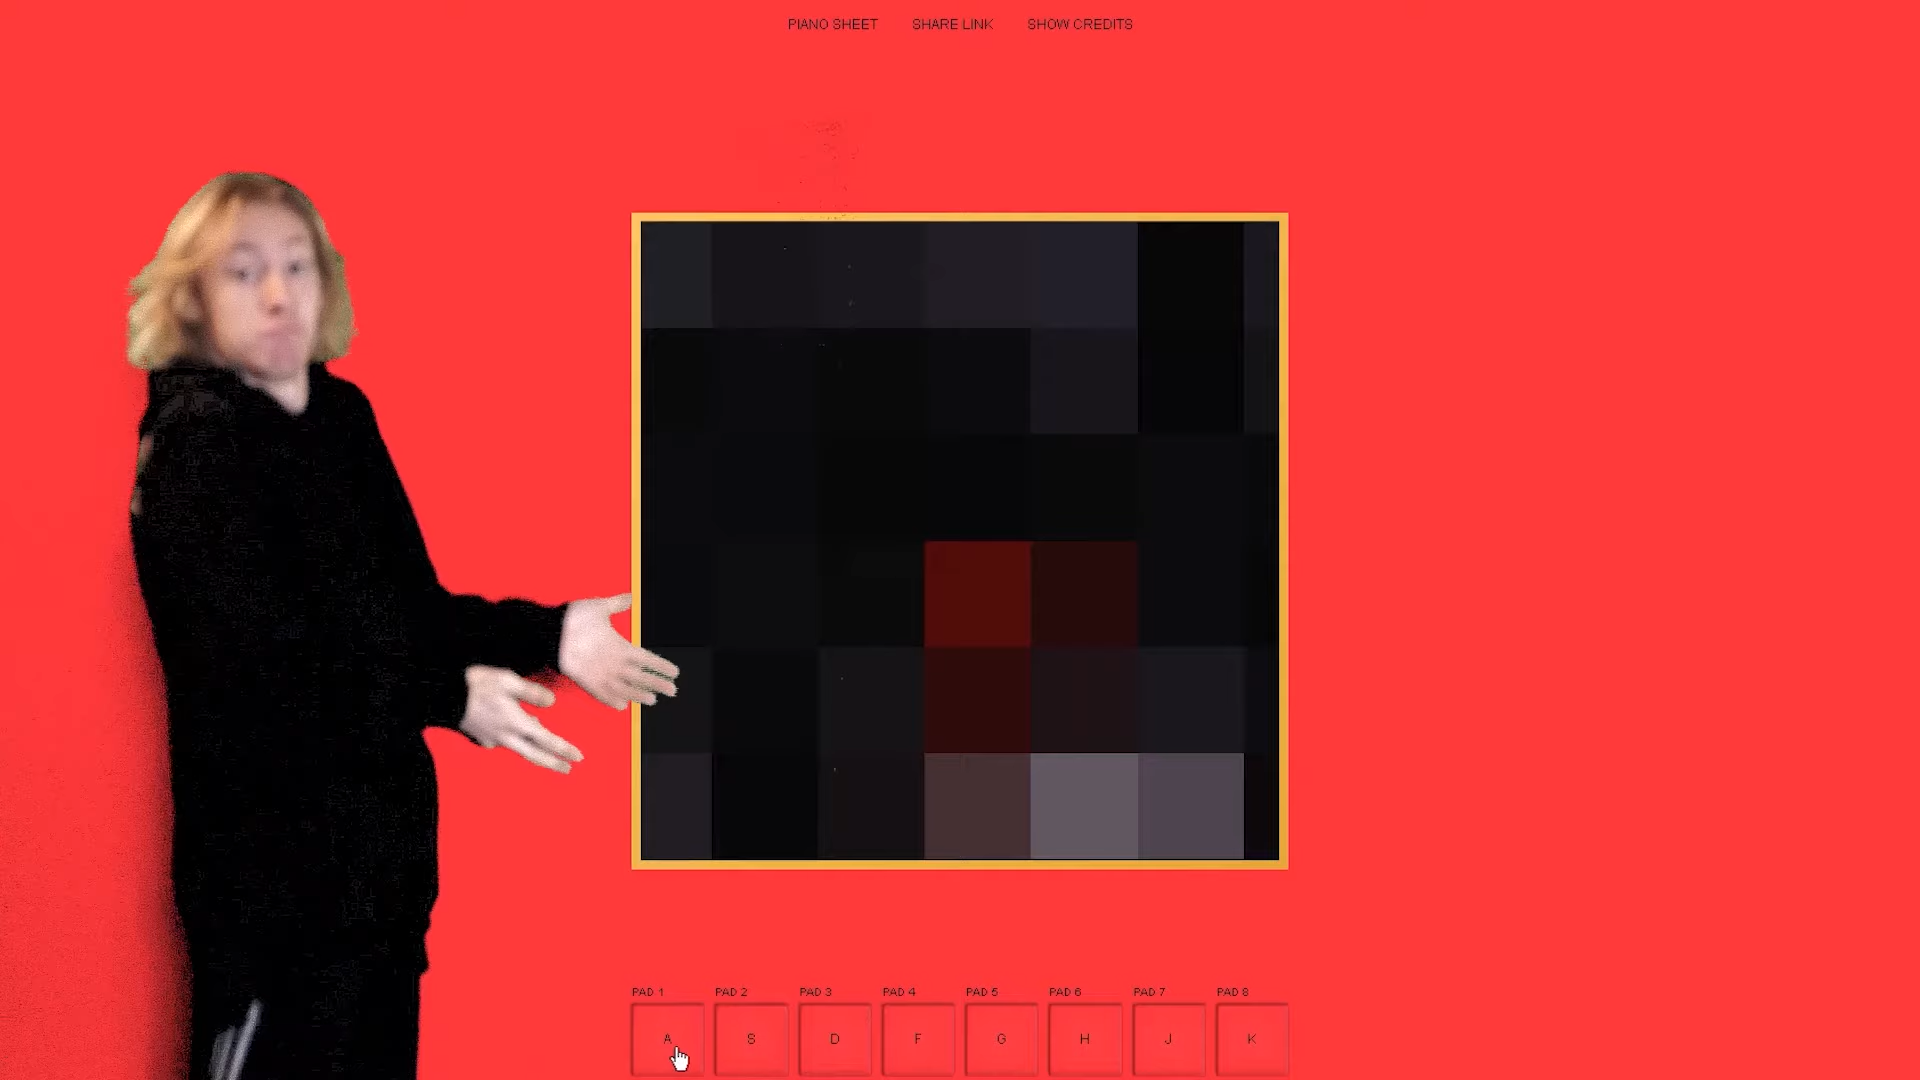 PIANO SHEET SHARE LINK SHOW CREDITS
PAD 1 PAD 2 PAD 3 PAD 4 PAD 5 PAD 6 PAD 7 PAD 8
A S D F G H J K